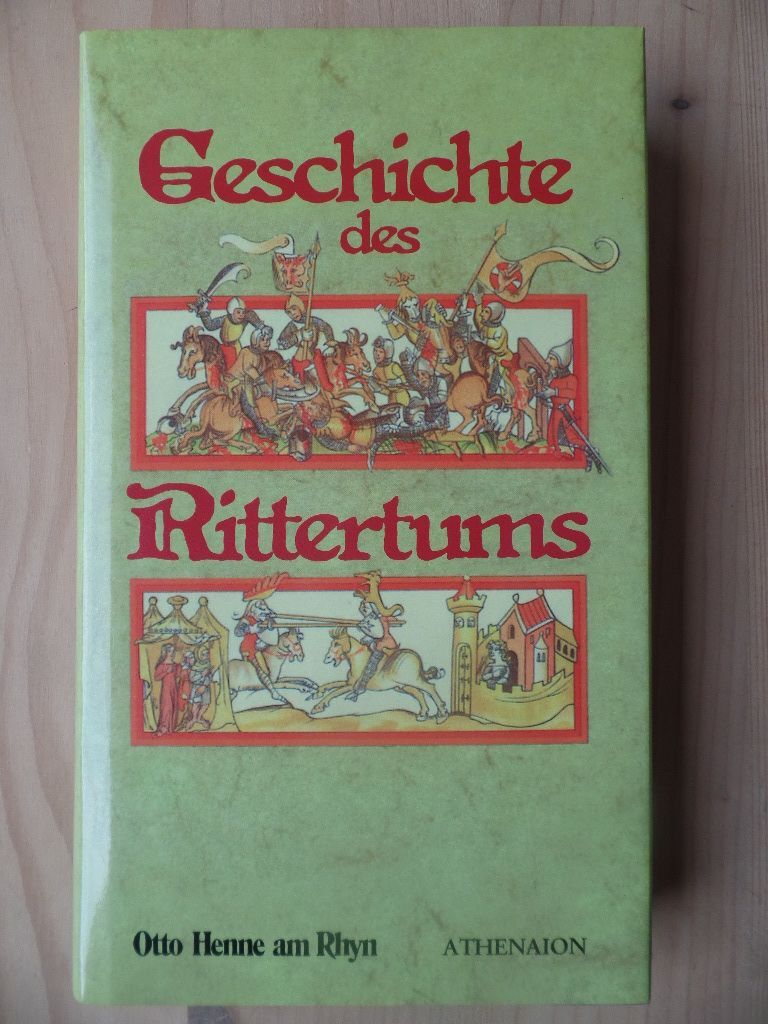 Geschichte
des
Rittertums
Otto Henne am Rhyn ATHENAION